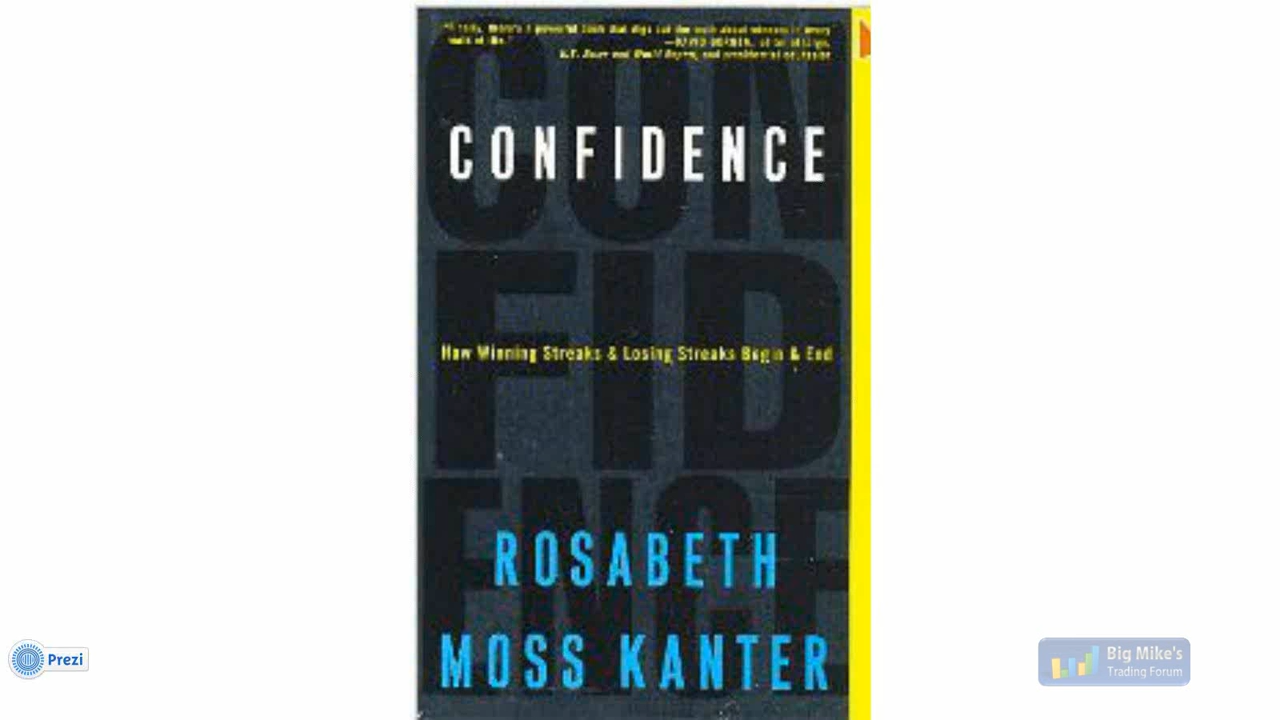 CONFIDENCE
How Winning Streaks & Losing Streaks Begin & End
ROSABETH
MOSS KANTER
Prezi
Big Mike's
Trading Forum